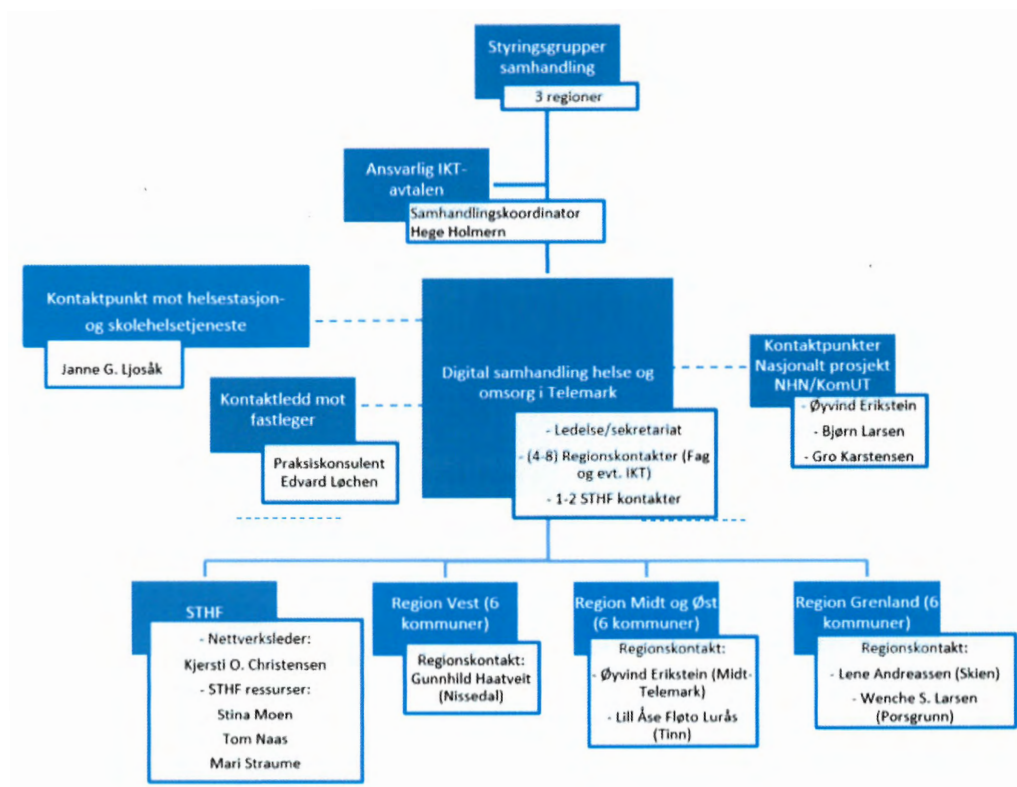 Styringsgrupper
samhandling
3 regioner
Ansvarlig IKT-
avtalen
Samhandlingskoordinator
Hege Holmern
Kontaktpunkt mot helsestasjon-
og skolehelsetjeneste
Janne G. Ljosåk
Kontaktledd mot
fastleger
Praksiskonsulent
Edvard Løchen
Digital samhandling helse og
omsorg i Telemark
- Ledelse/sekretariat
- (4-8) Regionskontakter (Fag
og evt. IKT)
- 1-2 STHF kontakter
Kontaktpunkter
Nasjonalt prosjekt
NHN/KomUT
- Øyvind Erikstein
- Bjørn Larsen
- Gro Karstensen
STHF
- Nettverksleder:
Kjersti O. Christensen
- STHF ressurser:
Stina Moen
Tom Naas
Mari Straume
Region Vest (6
kommuner)
Regionskontakt:
Gunnhild Haatveit
(Nissedal)
Region Midt og Øst
(6 kommuner)
Regionskontakt:
- Øyvind Erikstein (Midt-
Telemark)
- Lill Åse Fløto Lurås
(Tinn)
Region Grenland (6
kommuner)
Regionskontakt:
- Lene Andreassen (Skien)
- Wenche S. Larsen
(Porsgrunn)